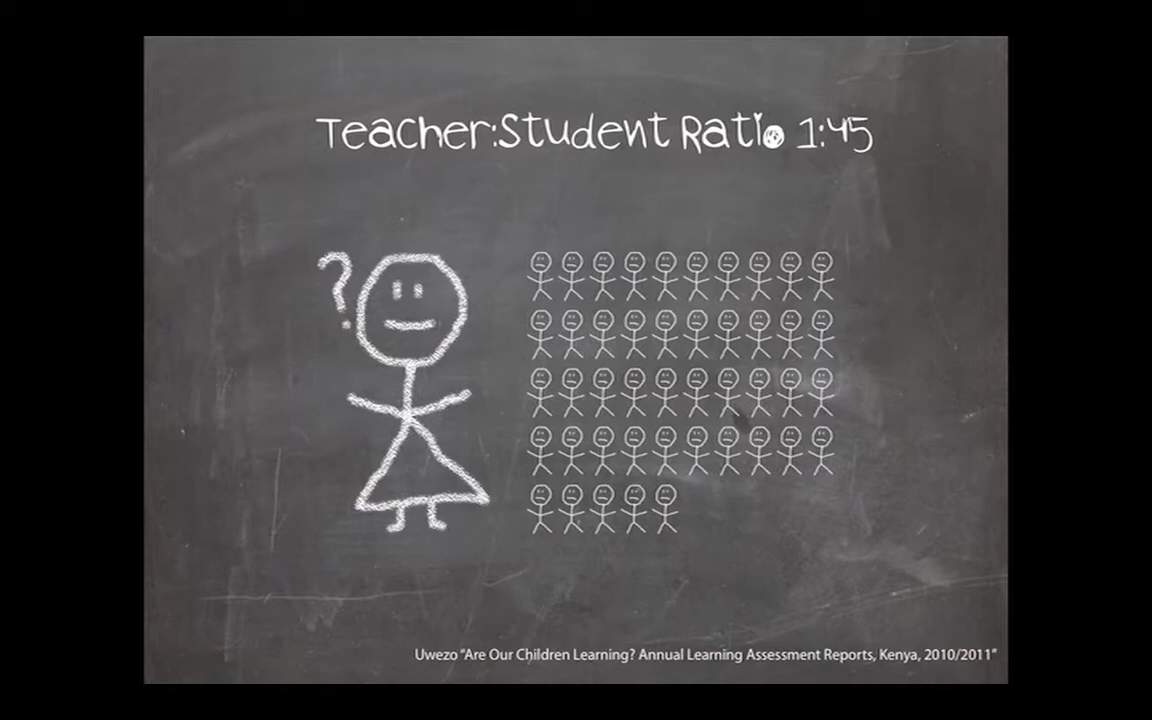 Teacher:Student Ratio 1:45
?
Uwezo "Are Our Children Learning? Annual Learning Assessment Reports, Kenya, 2010/2011"